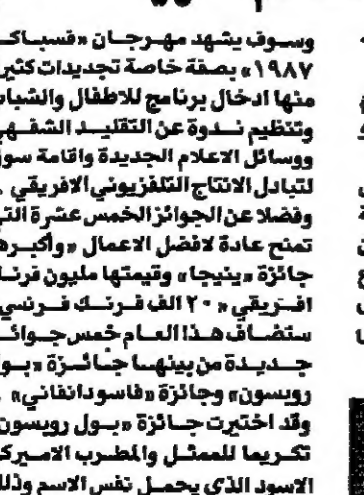 وسوف يشهد مهرجان «فسباكـ
١٩٨٧» بصفة خاصة تجديدات كثيرـ
منها ادخال برنامج للاطفال والشباب
وتنظيم ندوة عن التقليد الشفهي
ووسائل الاعلام الجديدة واقامة سوق
لتبادل الانتاج التلفزيوني الافريقي .
وفضلا عن الجوائز الخمس عشرة التي
تمنح عادة لافضل الاعمال «وأكبرها
جائزة «ينيجا» وقيمتها مليون فرنك
افريقي «٢٠ الف فرنك فرنسي
ستضاف هذا العام خمس جوائز
جديدة من بينها جائزة «بول
روبسون» وجائزة «فاسودانفاني» .
وقد اختيرت جائزة «بول روبسون
تكريما للممثل والمطرب الاميركي
الاسود الذي يحمل نفس الاسم وذلك